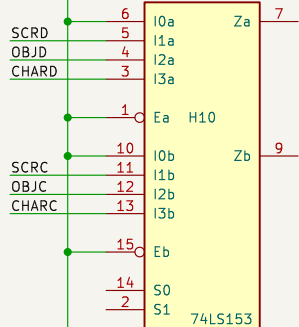 6 I0a Za 7
SCRD 5 I1a
OBJD 4 I2a
CHARD 3 I3a
1 Ea H10
10 I0b Zb 9
SCRC 11 I1b
OBJC 12 I2b
CHARC 13 I3b
15 Eb
14 S0
2 S1
74LS153